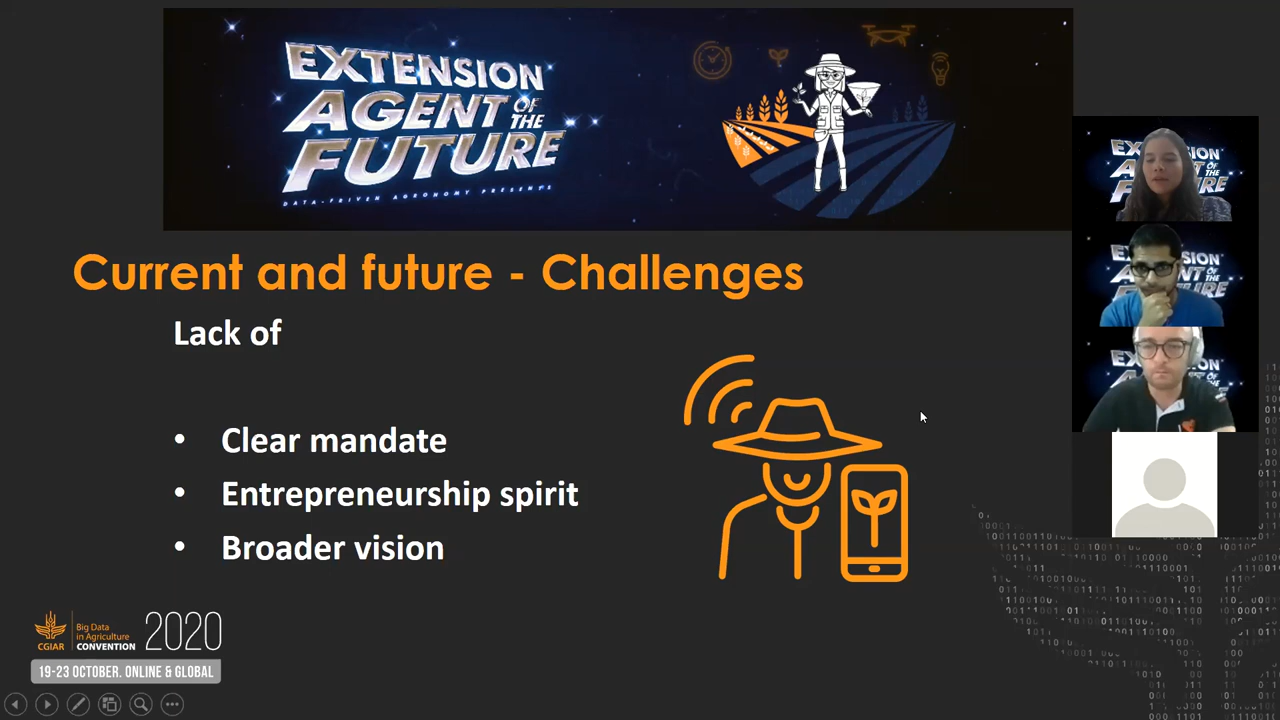 EXTENSION
AGENT OF THE
FUTURE
DATA-DRIVEN AGRONOMY PRESENTS
Current and future - Challenges
Lack of
• Clear mandate
• Entrepreneurship spirit
• Broader vision
CGIAR
Big Data
in Agriculture
CONVENTION
2020
19-23 OCTOBER. ONLINE & GLOBAL